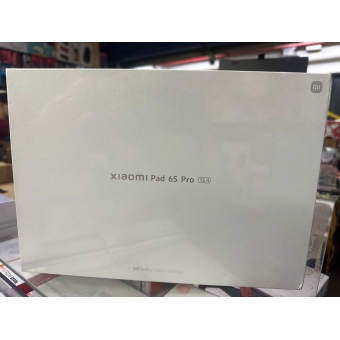 mi
xiaomi Pad 6S Pro 12.4